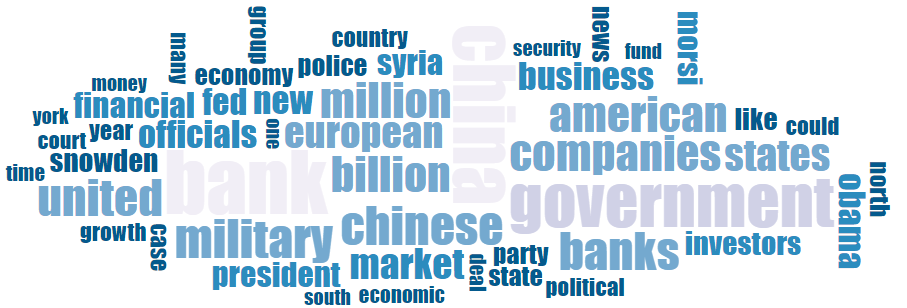 group
country
china
news
morsi
many
security
fund
money
economy
police
syria
business
york
financial
fed
new
million
american
like
could
court
year
officials
one
european
companies
states
time
snowden
bank
billion
north
united
government
obama
growth
case
military
chinese
banks
investors
president
market
deal
party
state
south
economic
political